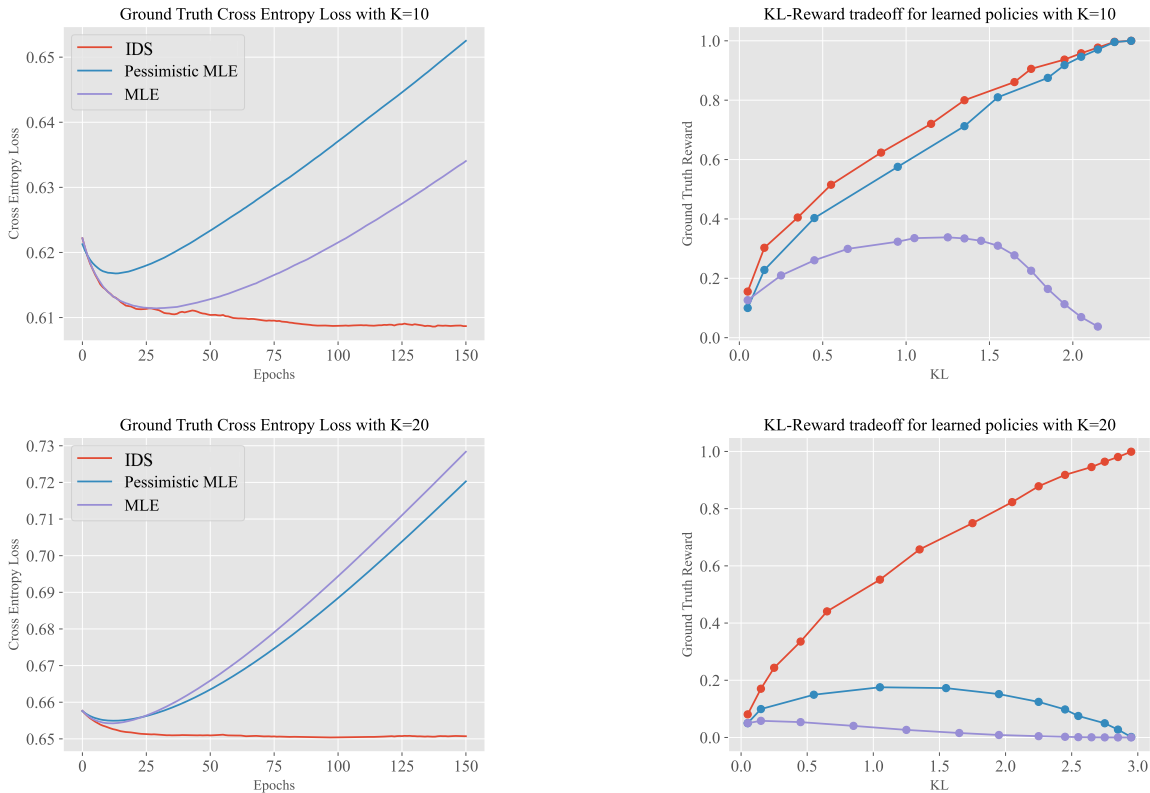 Ground Truth Cross Entropy Loss with K=10
IDS
Pessimistic MLE
MLE
Cross Entropy Loss
0.65
0.64
0.63
0.62
0.61
0 25 50 75 100 125 150
Epochs
KL-Reward tradeoff for learned policies with K=10
Ground Truth Reward
1.0
0.8
0.6
0.4
0.2
0.0
0.0 0.5 1.0 1.5 2.0
KL
Ground Truth Cross Entropy Loss with K=20
IDS
Pessimistic MLE
MLE
Cross Entropy Loss
0.73
0.72
0.71
0.70
0.69
0.68
0.67
0.66
0.65
0 25 50 75 100 125 150
Epochs
KL-Reward tradeoff for learned policies with K=20
Ground Truth Reward
1.0
0.8
0.6
0.4
0.2
0.0
0.0 0.5 1.0 1.5 2.0 2.5 3.0
KL